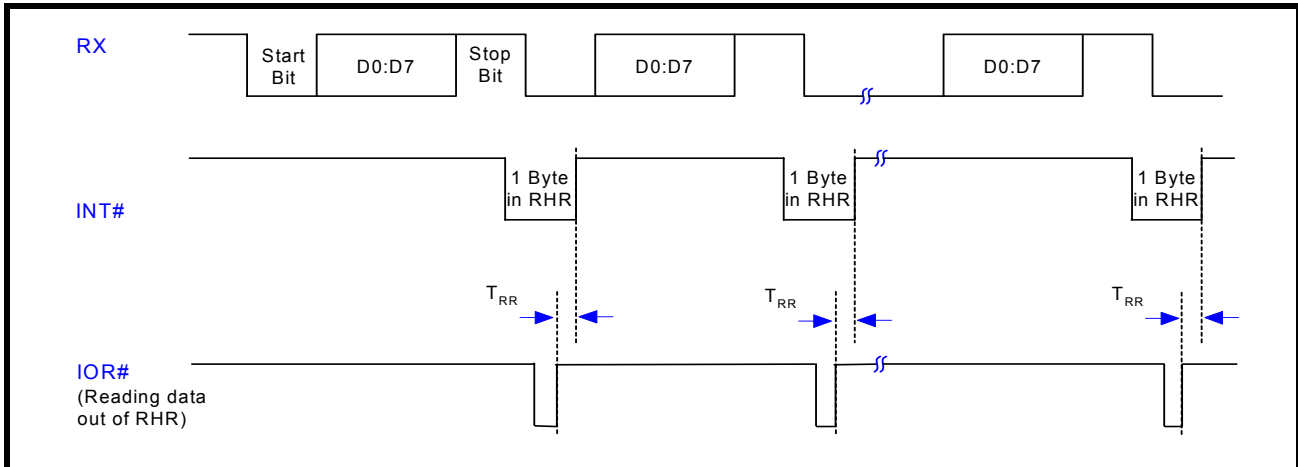 RX
Start
Bit
D0:D7
Stop
Bit
D0:D7
D0:D7
INT#
1 Byte
in RHR
1 Byte
in RHR
1 Byte
in RHR
TRR
TRR
TRR
IOR#
(Reading data
out of RHR)